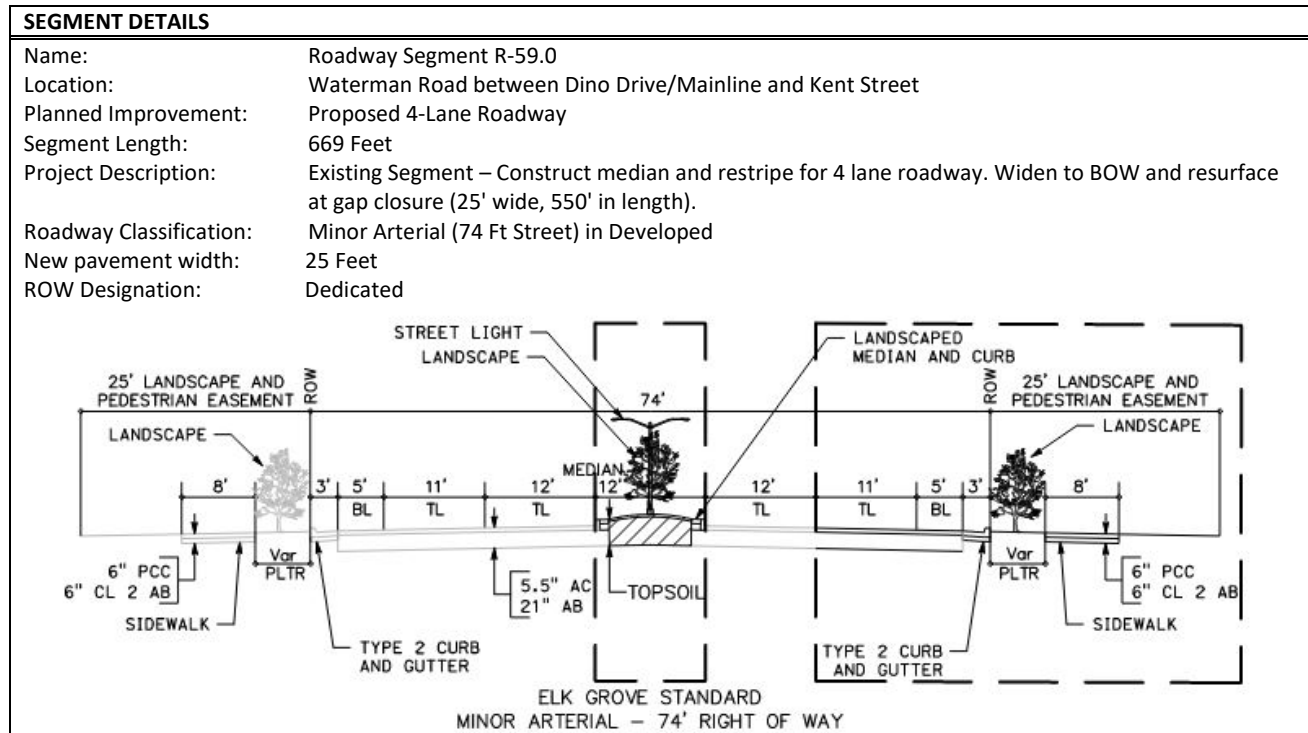 SEGMENT DETAILS
Name: Roadway Segment R-59.0
Location: Waterman Road between Dino Drive/Mainline and Kent Street
Planned Improvement: Proposed 4-Lane Roadway
Segment Length: 669 Feet
Project Description: Existing Segment – Construct median and restripe for 4 lane roadway. Widen to BOW and resurface
at gap closure (25' wide, 550' in length).
Roadway Classification: Minor Arterial (74 Ft Street) in Developed
New pavement width: 25 Feet
ROW Designation: Dedicated
STREET LIGHT
LANDSCAPE
LANDSCAPED
MEDIAN AND CURB
25' LANDSCAPE AND
PEDESTRIAN EASEMENT
ROW
74'
ROW
25' LANDSCAPE AND
PEDESTRIAN EASEMENT
LANDSCAPE
LANDSCAPE
MEDIAN
8' 3' 5' 11' 12' 12' 12' 11' 5' 3' 8'
BL TL TL TL TL BL
Var
PLTR
Var
PLTR
6" PCC
6" CL 2 AB
5.5" AC
21" AB
TOPSOIL
6" PCC
6" CL 2 AB
SIDEWALK
SIDEWALK
TYPE 2 CURB
AND GUTTER
TYPE 2 CURB
AND GUTTER
ELK GROVE STANDARD
MINOR ARTERIAL – 74' RIGHT OF WAY